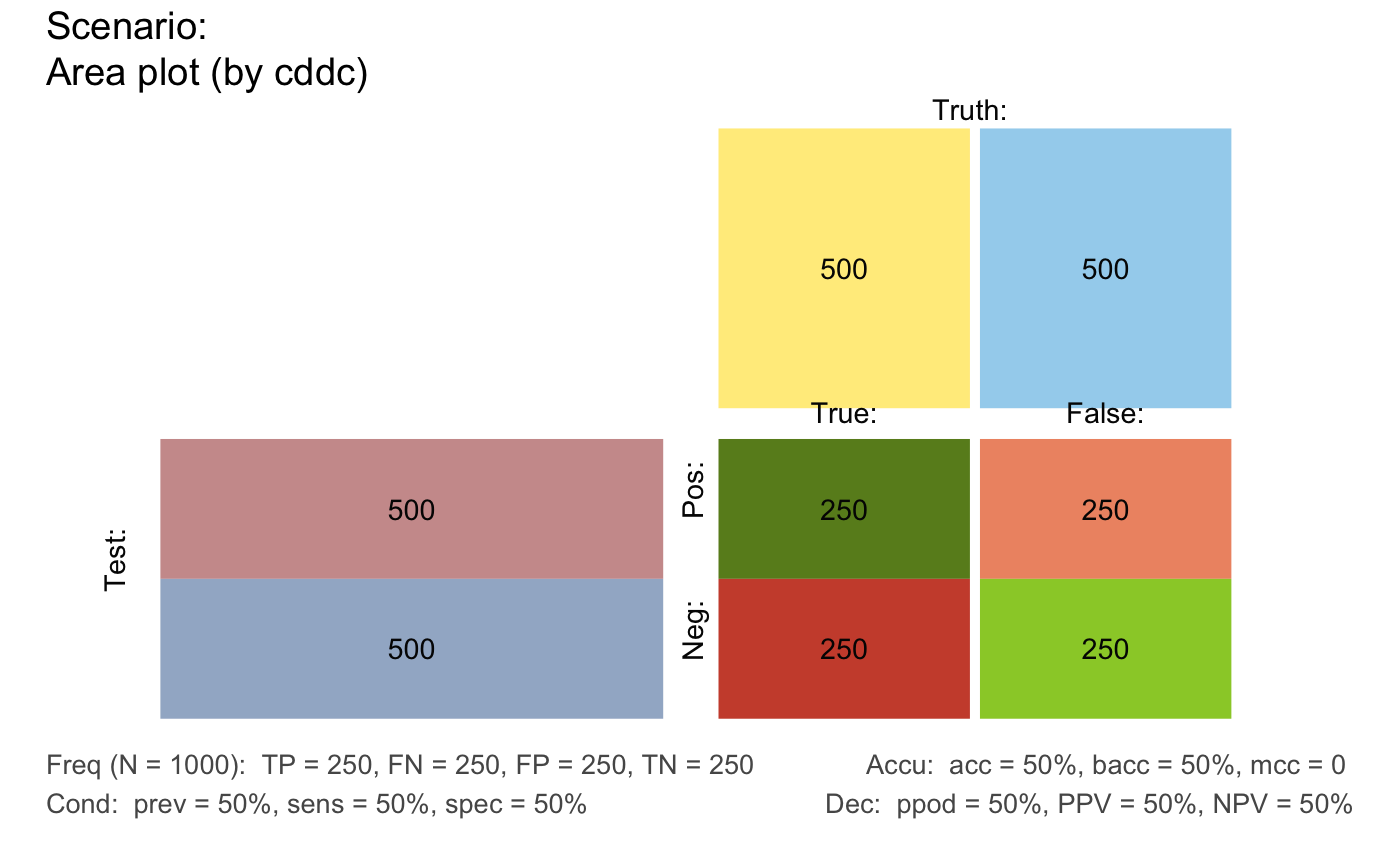 Scenario:
Area plot (by cddc)
Truth:
500
500
True:
False:
Test:
500
Pos:
250
250
500
Neg:
250
250
Freq (N = 1000):  TP = 250, FN = 250, FP = 250, TN = 250
Accu:  acc = 50%, bacc = 50%, mcc = 0
Cond:  prev = 50%, sens = 50%, spec = 50%
Dec:  ppod = 50%, PPV = 50%, NPV = 50%